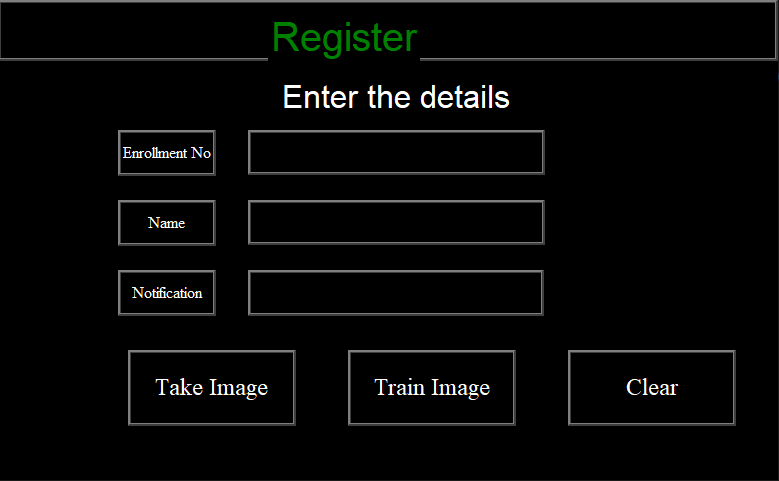 Register
Enter the details
Enrollment No
Name
Notification
Take Image Train Image Clear